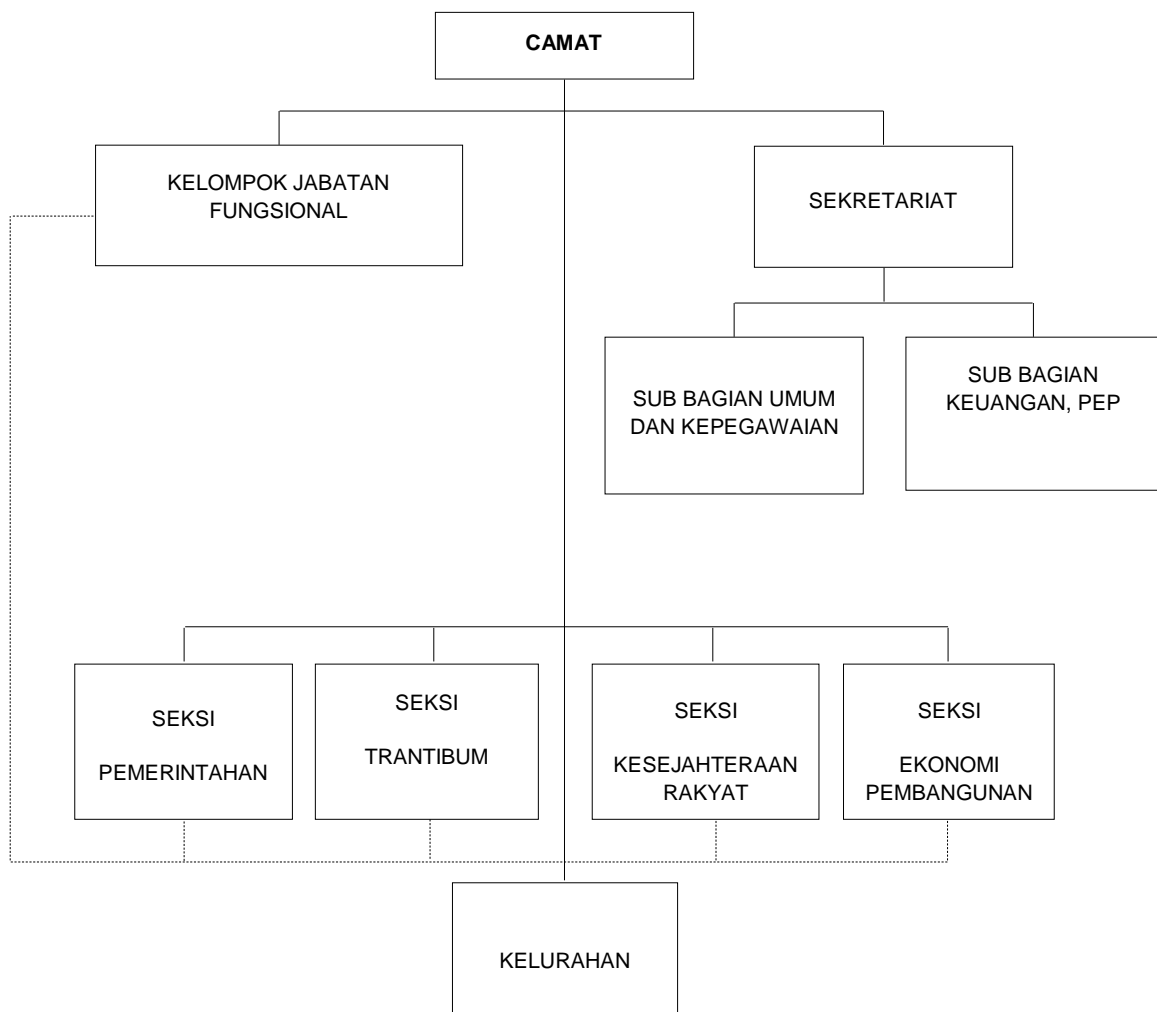 CAMAT
KELOMPOK JABATAN
FUNGSIONAL
SEKRETARIAT
SUB BAGIAN UMUM
DAN KEPEGAWAIAN
SUB BAGIAN
KEUANGAN, PEP
SEKSI
PEMERINTAHAN
SEKSI
TRANTIBUM
SEKSI
KESEJAHTERAAN
RAKYAT
SEKSI
EKONOMI
PEMBANGUNAN
KELURAHAN